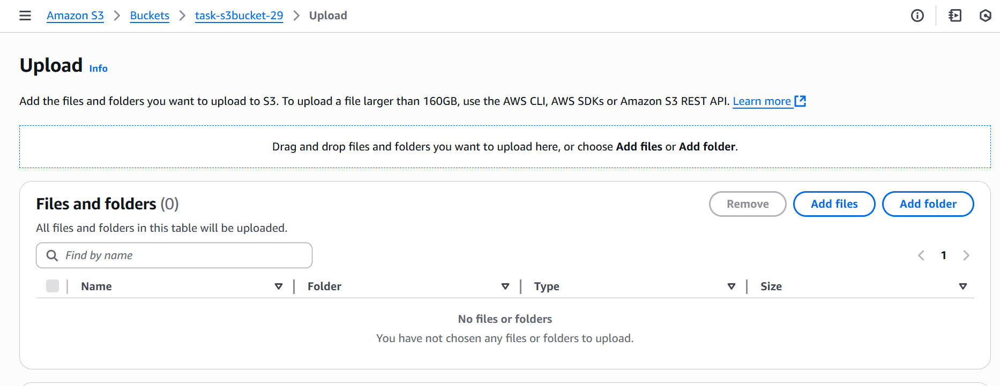 Amazon S3 > Buckets > task-s3bucket-29 > Upload
Upload Info
Add the files and folders you want to upload to S3. To upload a file larger than 160GB, use the AWS CLI, AWS SDKs or Amazon S3 REST API. Learn more
Drag and drop files and folders you want to upload here, or choose Add files or Add folder.
Files and folders (0)
Remove
Add files
Add folder
All files and folders in this table will be uploaded.
Find by name
1
Name Folder Type Size
No files or folders
You have not chosen any files or folders to upload.